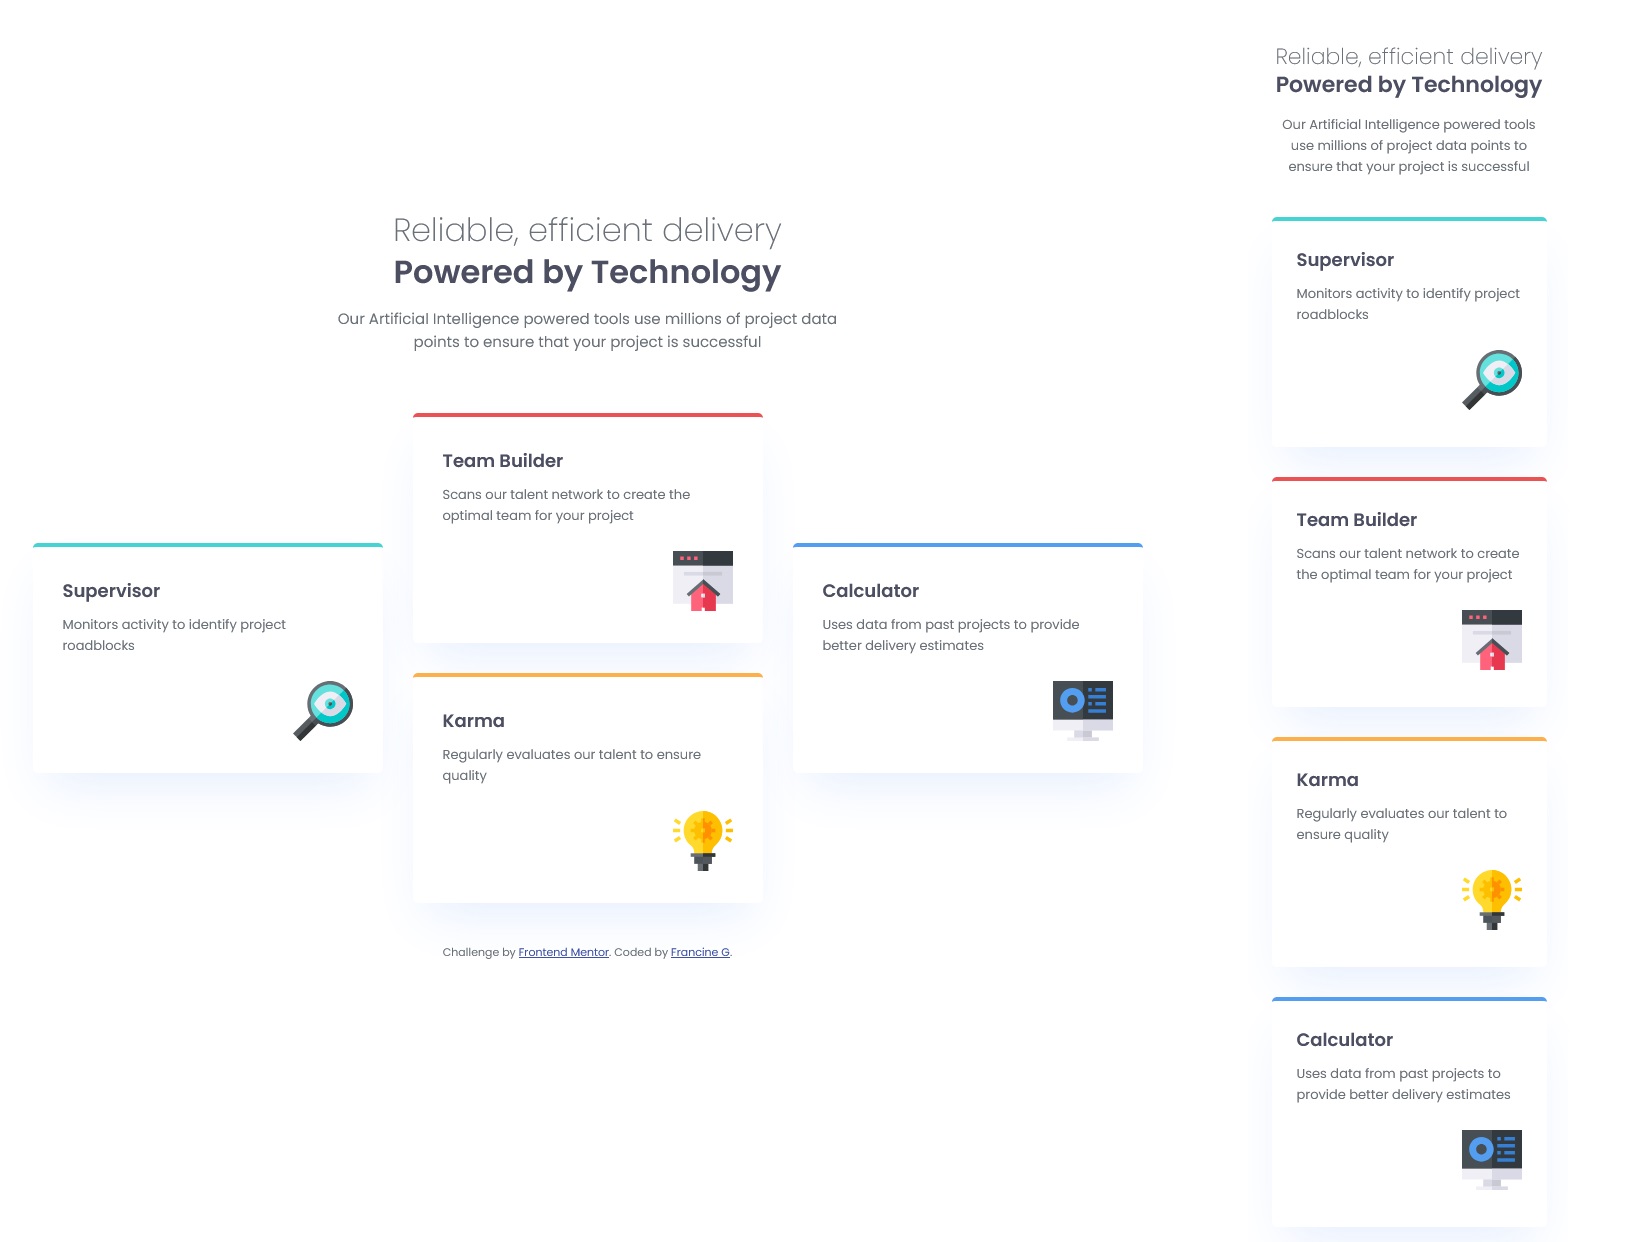 Reliable, efficient delivery
Powered by Technology
Our Artificial Intelligence powered tools use millions of project data
points to ensure that your project is successful
Supervisor
Monitors activity to identify project
roadblocks
Team Builder
Scans our talent network to create the
optimal team for your project
Karma
Regularly evaluates our talent to ensure
quality
Calculator
Uses data from past projects to provide
better delivery estimates
Challenge by Frontend Mentor. Coded by Francine G.
Reliable, efficient delivery
Powered by Technology
Our Artificial Intelligence powered tools
use millions of project data points to
ensure that your project is successful
Supervisor
Monitors activity to identify project
roadblocks
Team Builder
Scans our talent network to create
the optimal team for your project
Karma
Regularly evaluates our talent to
ensure quality
Calculator
Uses data from past projects to
provide better delivery estimates